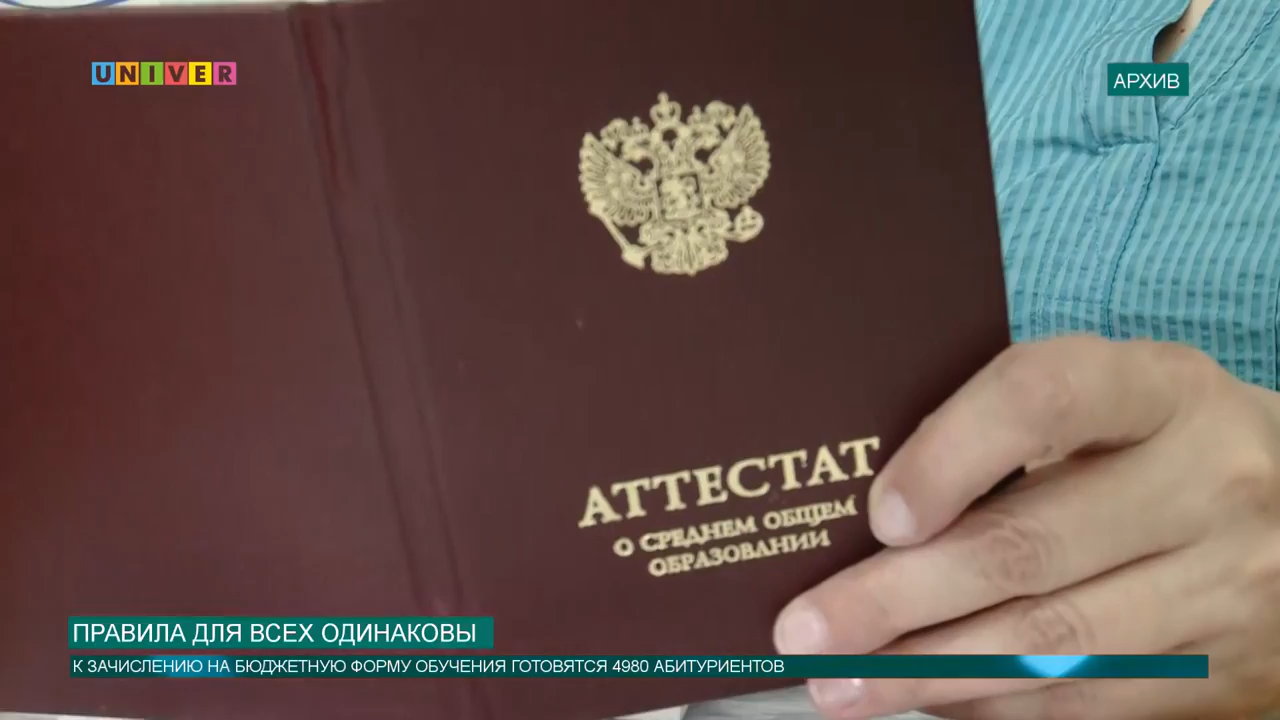 UNIVER
АРХИВ
АТТЕСТАТ
О СРЕДНЕМ ОБЩЕМ
ОБРАЗОВАНИИ
ПРАВИЛА ДЛЯ ВСЕХ ОДИНАКОВЫ
К ЗАЧИСЛЕНИЮ НА БЮДЖЕТНУЮ ФОРМУ ОБУЧЕНИЯ ГОТОВЯТСЯ 4980 АБИТУРИЕНТОВ